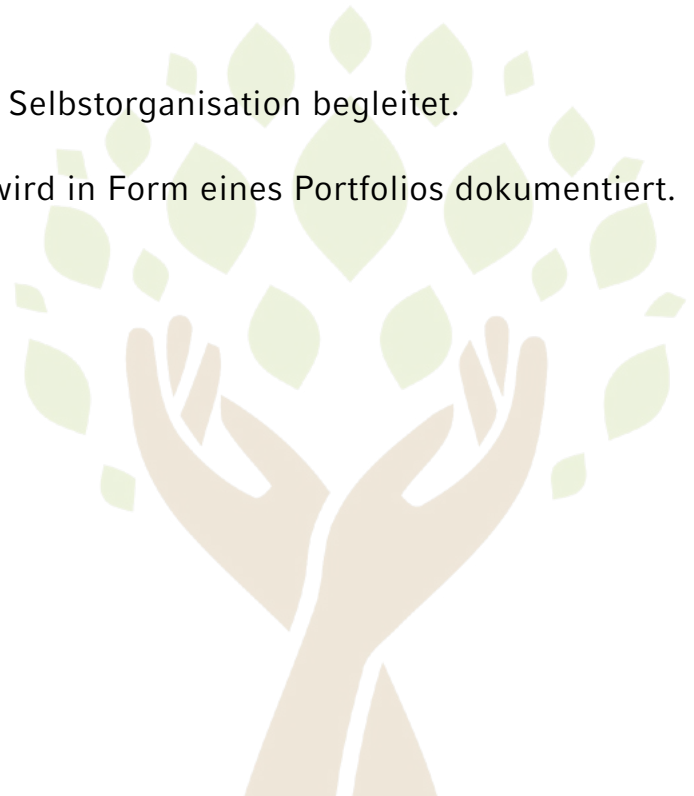 Selbstorganisation begleitet.
wird in Form eines Portfolios dokumentiert.